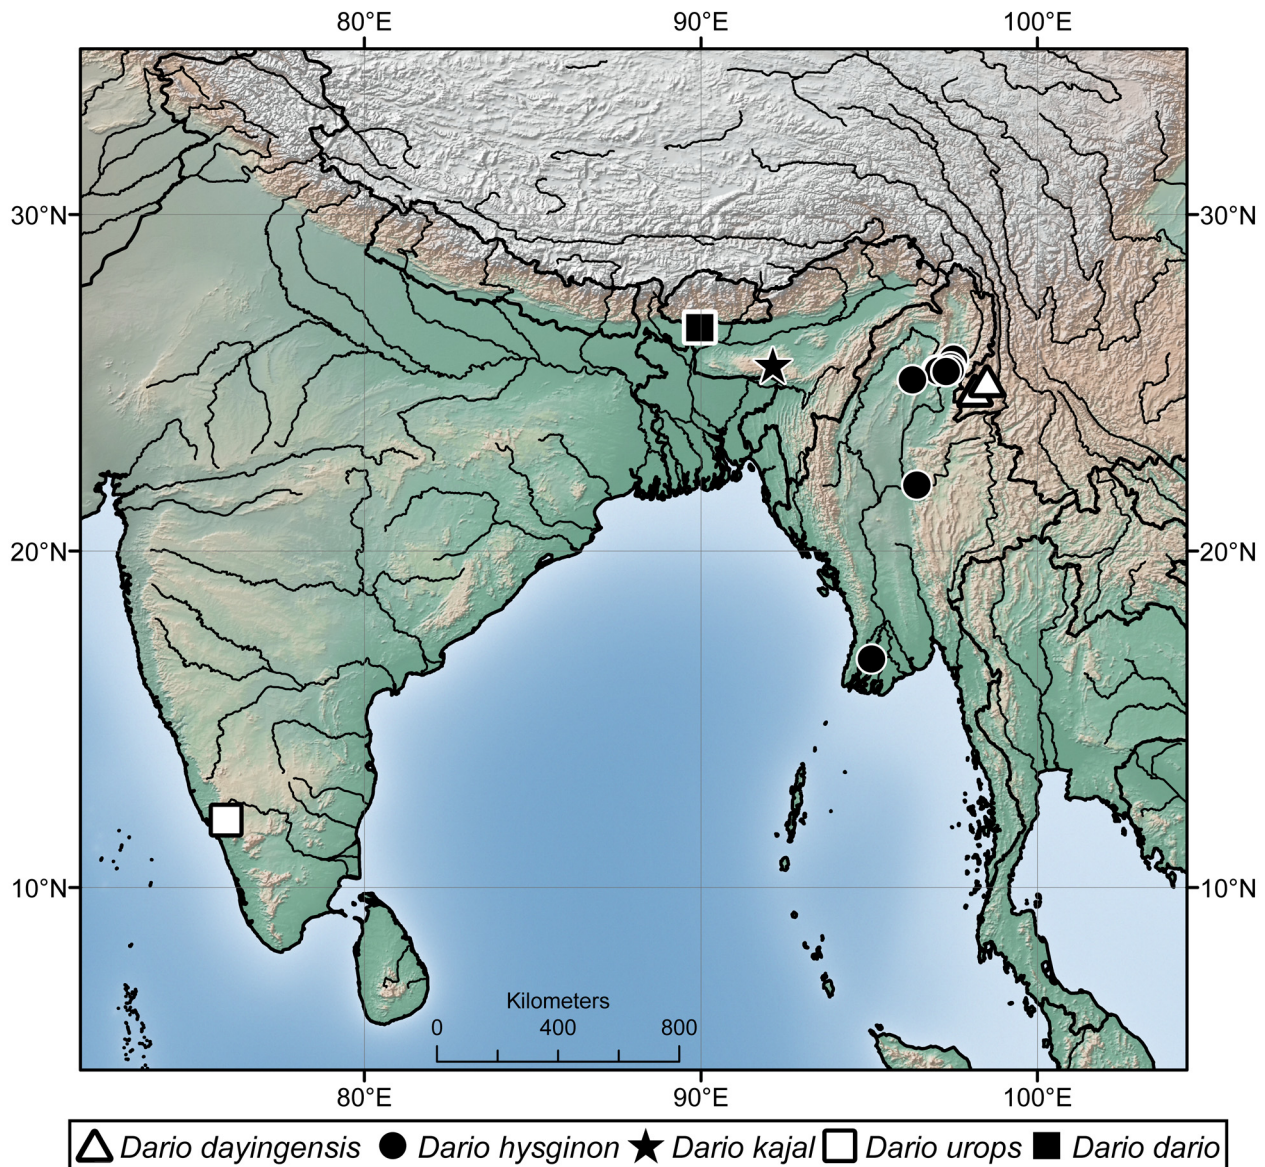 80°E 90°E 100°E
30°N 30°N
20°N 20°N
10°N 10°N
Kilometers
0 400 800
80°E 90°E 100°E
Dario dayingensis Dario hysginon Dario kajal Dario urops Dario dario